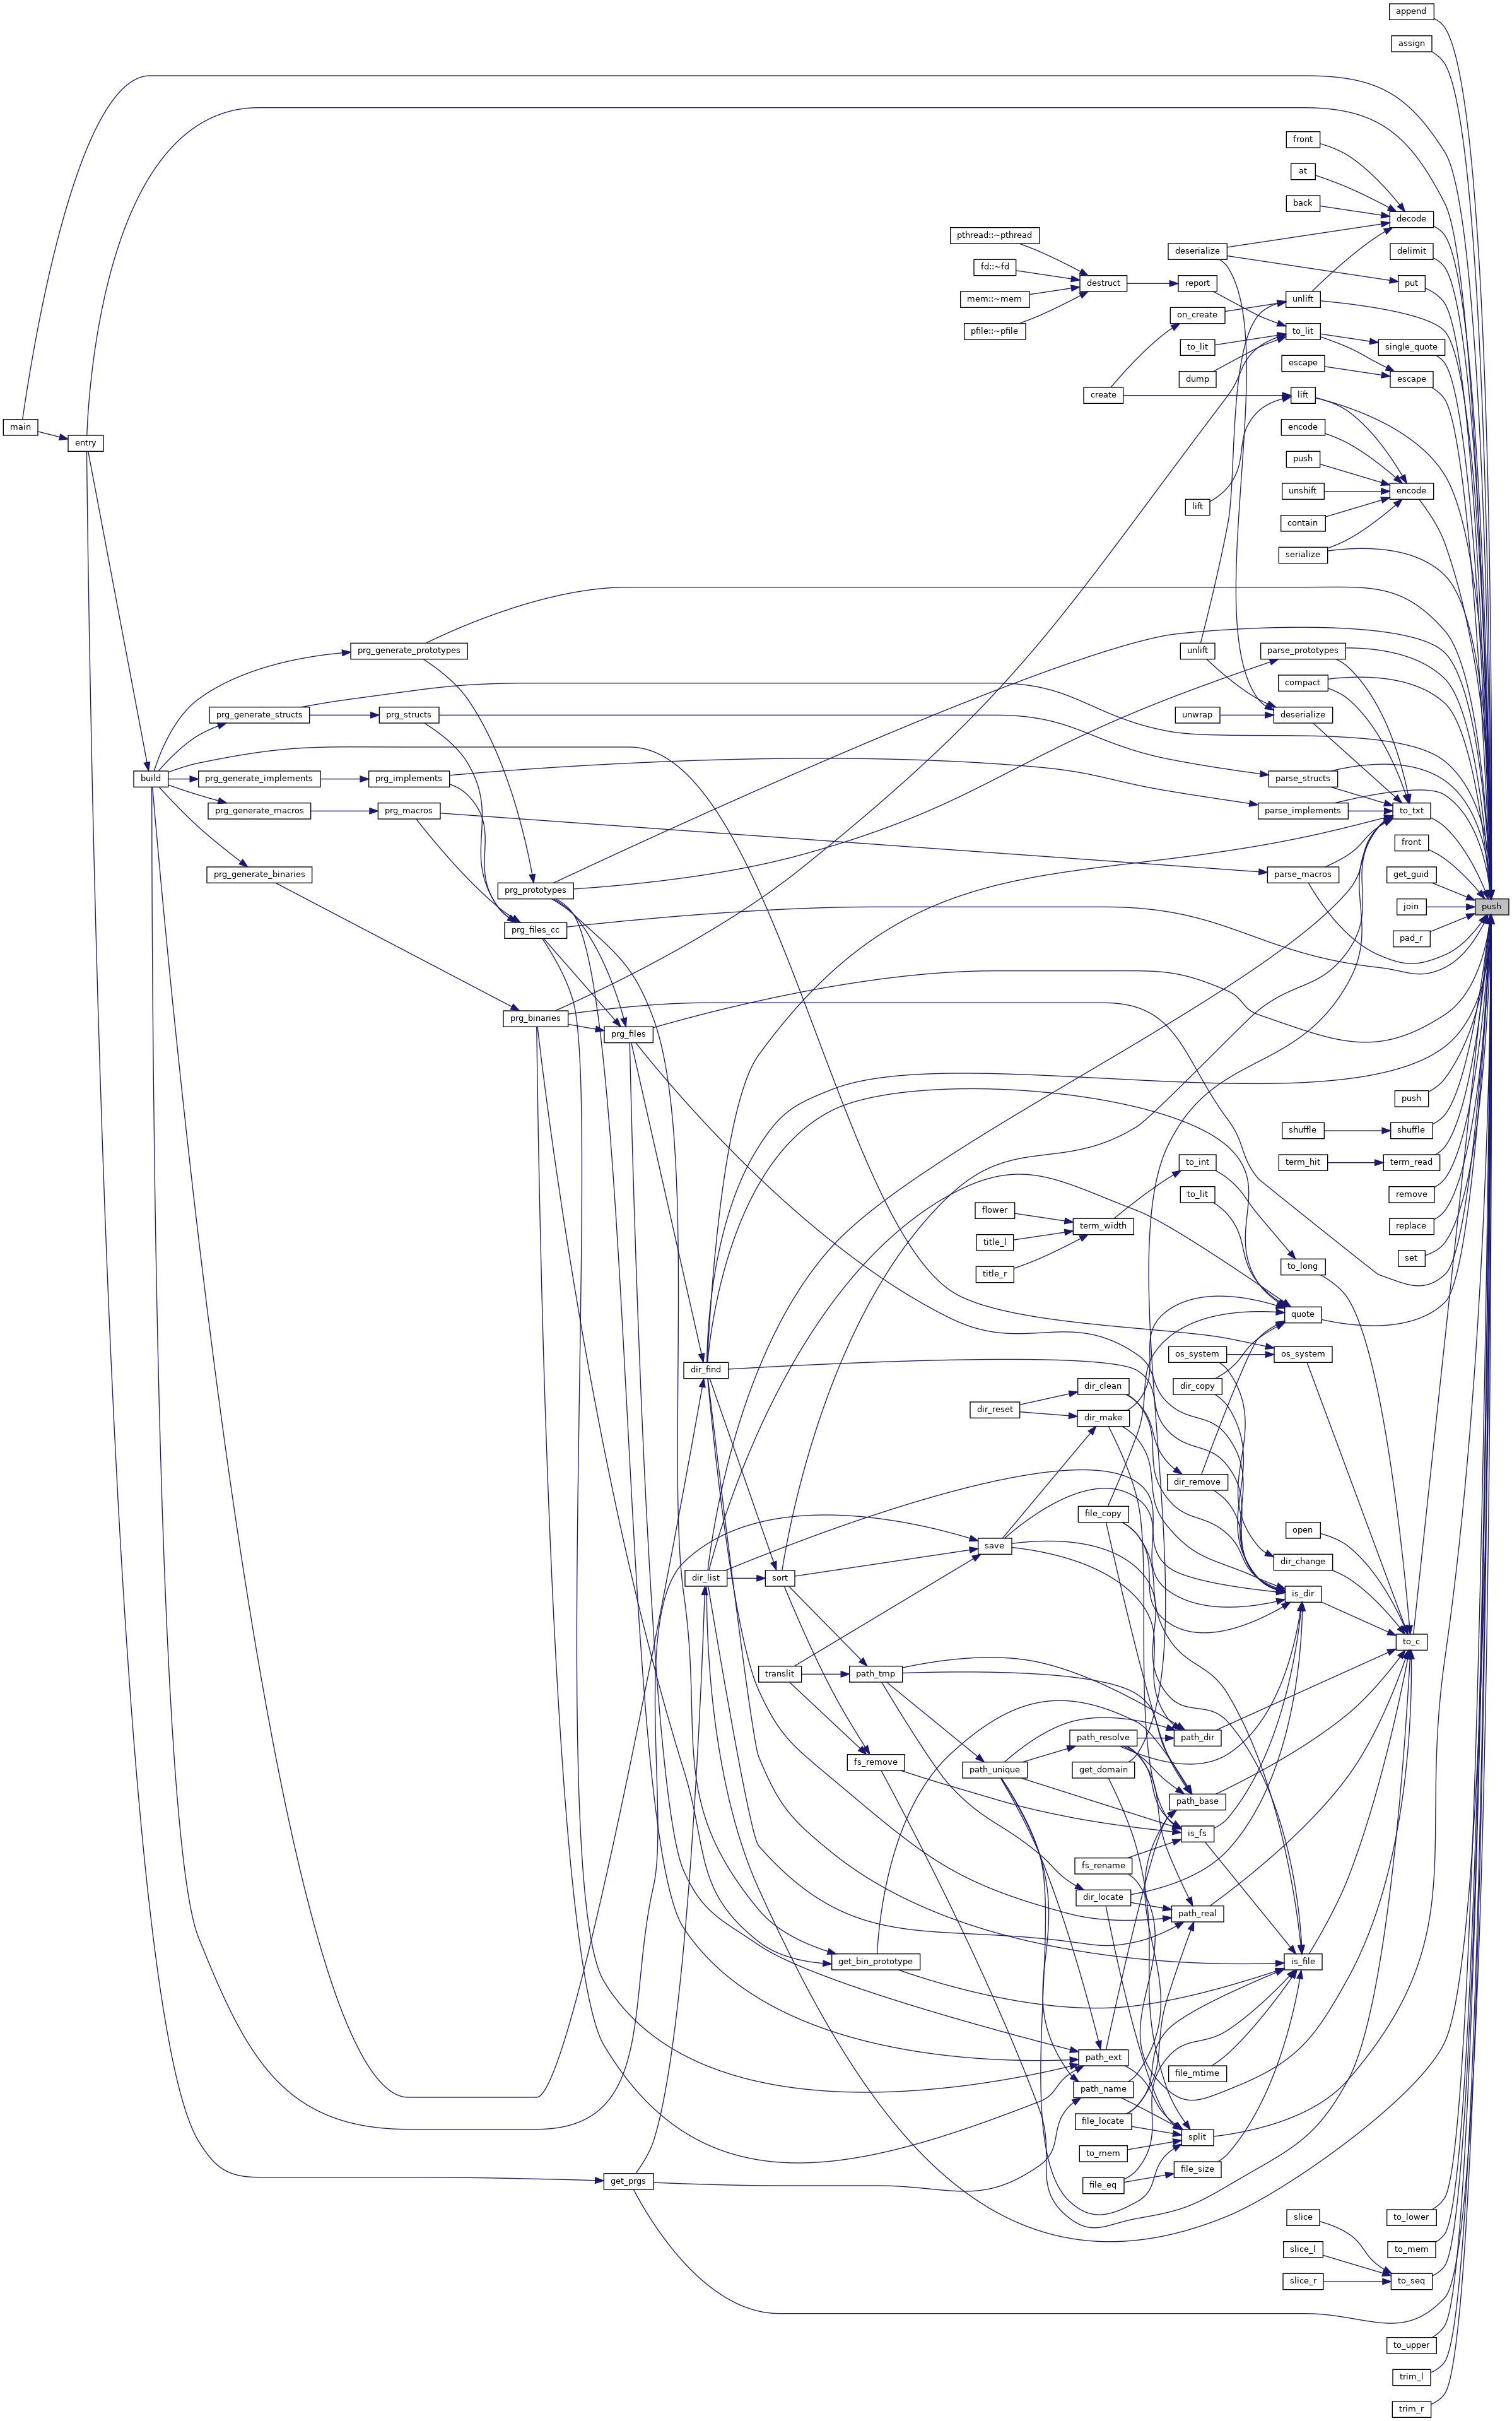 append
assign
front
at
back
decode
pthread::~pthread
deserialize
delimit
fd::~fd
destruct
report
put
mem::~mem
unlift
on_create
pfile::~pfile
to_lit
to_lit
single_quote
escape
dump
escape
create
lift
main
entry
encode
push
encode
unshift
lift
contain
serialize
prg_generate_prototypes
unlift
parse_prototypes
compact
prg_generate_structs
prg_structs
unwrap
deserialize
build
prg_generate_implements
prg_implements
parse_structs
prg_generate_macros
prg_macros
parse_implements
to_txt
front
prg_generate_binaries
parse_macros
get_guid
prg_prototypes
join
push
prg_files_cc
pad_r
prg_binaries
prg_files
push
shuffle
shuffle
to_int
term_hit
term_read
to_lit
remove
flower
term_width
replace
title_l
set
title_r
to_long
quote
os_system
os_system
dir_find
dir_clean
dir_copy
dir_reset
dir_make
dir_remove
file_copy
open
save
dir_change
dir_list
sort
is_dir
to_c
translit
path_tmp
path_resolve
path_dir
fs_remove
path_unique
get_domain
path_base
is_fs
fs_rename
dir_locate
path_real
get_bin_prototype
is_file
path_ext
file_mtime
path_name
file_locate
split
to_mem
file_size
get_prgs
file_eq
slice
to_lower
slice_l
to_mem
slice_r
to_seq
to_upper
trim_l
trim_r